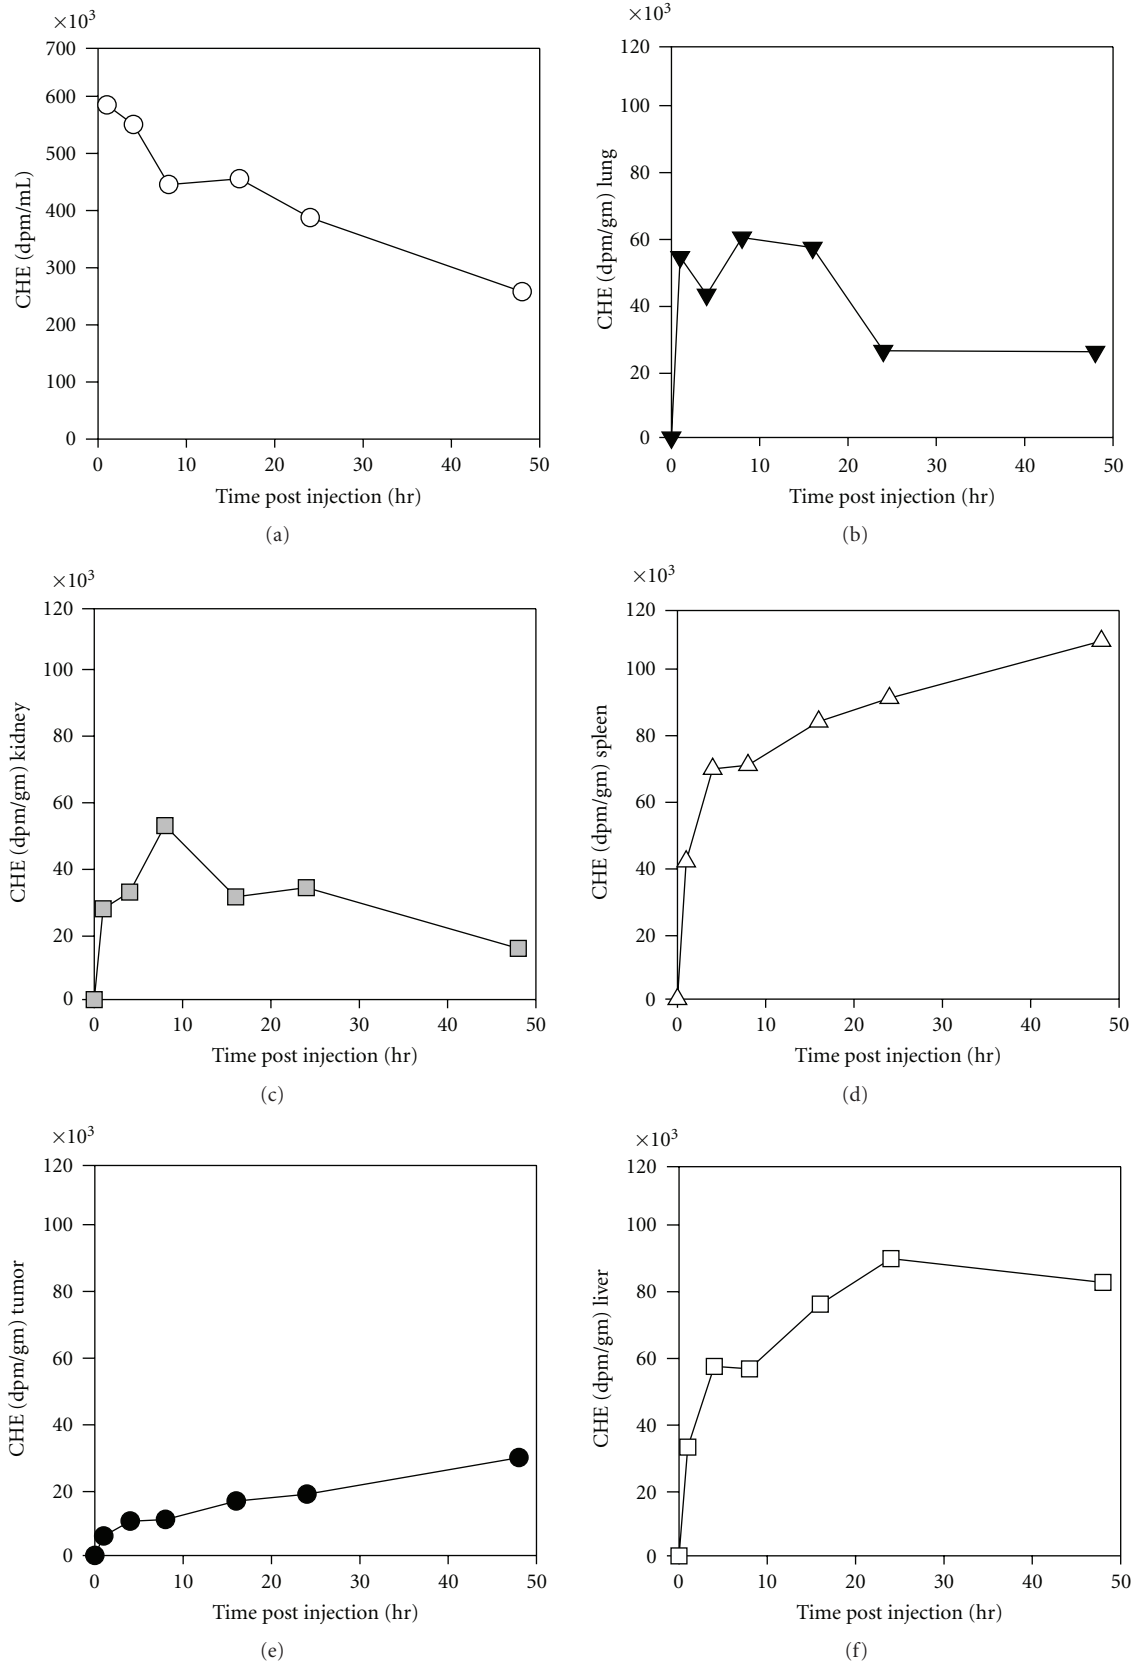 ×10³
700
600
500
400
300
200
100
0
CHE (dpm/mL)
0 10 20 30 40 50
Time post injection (hr)
(a)
×10³
120
100
80
60
40
20
0
CHE (dpm/gm) lung
0 10 20 30 40 50
Time post injection (hr)
(b)
×10³
120
100
80
60
40
20
0
CHE (dpm/gm) kidney
0 10 20 30 40 50
Time post injection (hr)
(c)
×10³
120
100
80
60
40
20
0
CHE (dpm/gm) spleen
0 10 20 30 40 50
Time post injection (hr)
(d)
×10³
120
100
80
60
40
20
0
CHE (dpm/gm) tumor
0 10 20 30 40 50
Time post injection (hr)
(e)
×10³
120
100
80
60
40
20
0
CHE (dpm/gm) liver
0 10 20 30 40 50
Time post injection (hr)
(f)